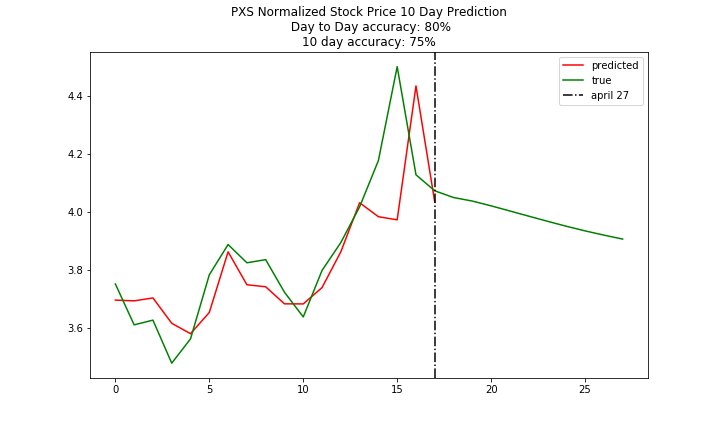 PXS Normalized Stock Price 10 Day Prediction
Day to Day accuracy: 80%
10 day accuracy: 75%
predicted
true
april 27
4.4
4.2
4.0
3.8
3.6
0 5 10 15 20 25